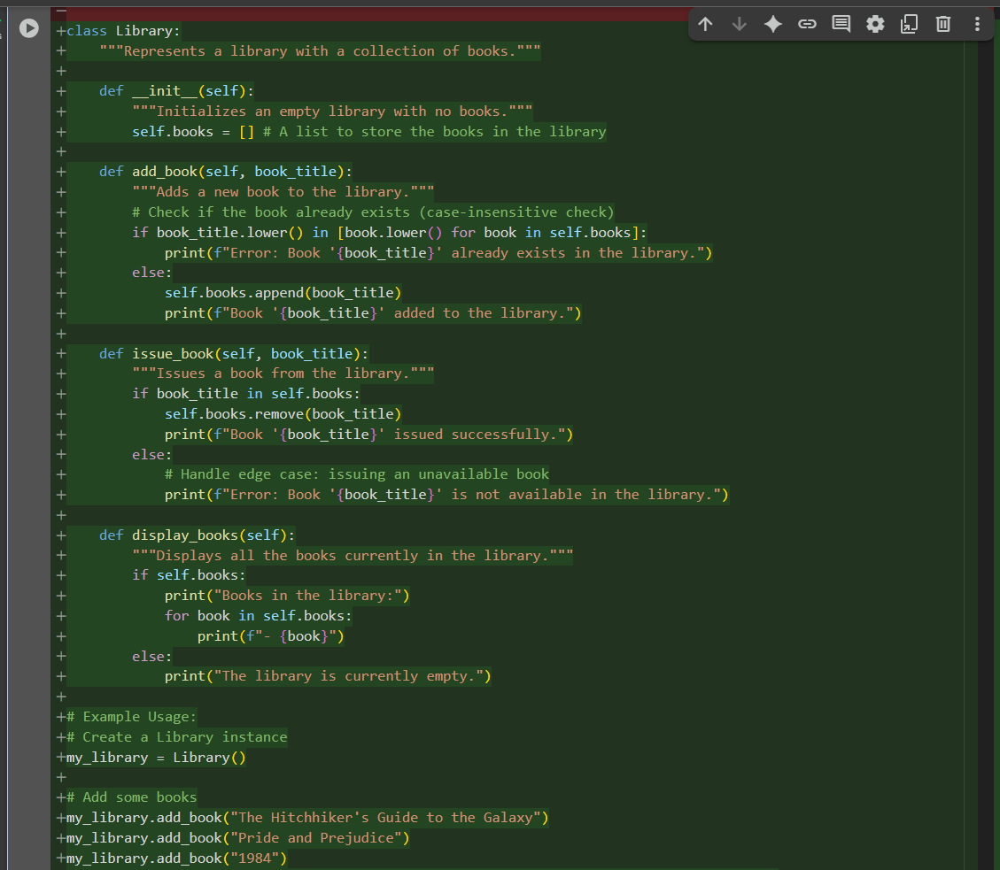 +class Library:
+    """Represents a library with a collection of books."""
+
+    def __init__(self):
+        """Initializes an empty library with no books."""
+        self.books = [] # A list to store the books in the library
+
+    def add_book(self, book_title):
+        """Adds a new book to the library."""
+        # Check if the book already exists (case-insensitive check)
+        if book_title.lower() in [book.lower() for book in self.books]:
+            print(f"Error: Book '{book_title}' already exists in the library.")
+        else:
+            self.books.append(book_title)
+            print(f"Book '{book_title}' added to the library.")
+
+    def issue_book(self, book_title):
+        """Issues a book from the library."""
+        if book_title in self.books:
+            self.books.remove(book_title)
+            print(f"Book '{book_title}' issued successfully.")
+        else:
+            # Handle edge case: issuing an unavailable book
+            print(f"Error: Book '{book_title}' is not available in the library.")
+
+    def display_books(self):
+        """Displays all the books currently in the library."""
+        if self.books:
+            print("Books in the library:")
+            for book in self.books:
+                print(f"- {book}")
+        else:
+            print("The library is currently empty.")
+
+# Example Usage:
+# Create a Library instance
+my_library = Library()
+
+# Add some books
+my_library.add_book("The Hitchhiker's Guide to the Galaxy")
+my_library.add_book("Pride and Prejudice")
+my_library.add_book("1984")